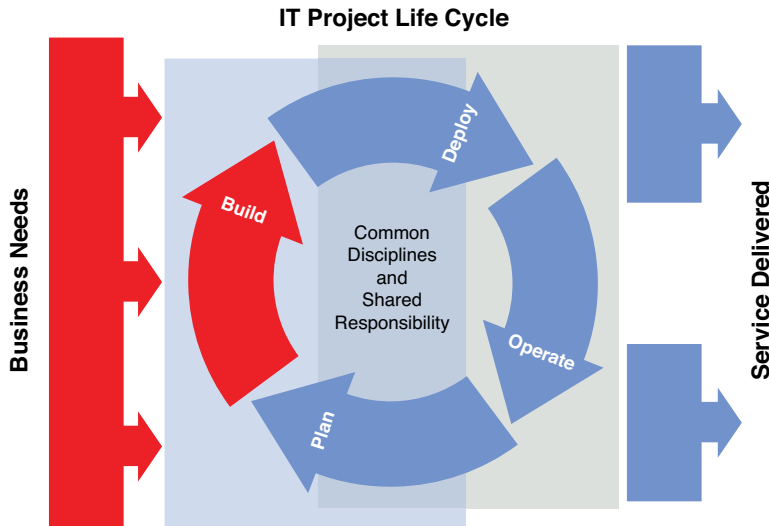 IT Project Life Cycle
Business Needs
Build
Deploy
Common
Disciplines
and
Shared
Responsibility
Operate
Plan
Service Delivered